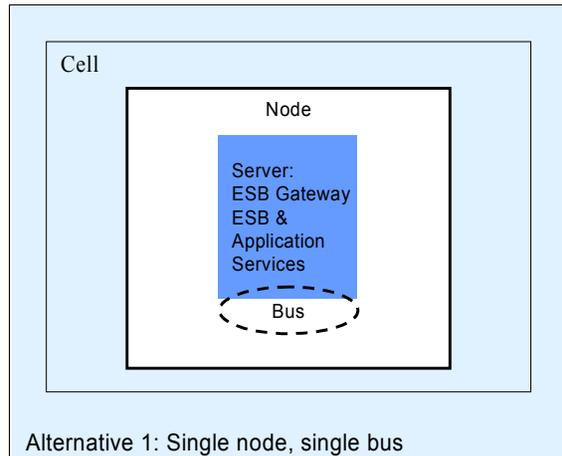 Cell
Node
Server:
ESB Gateway
ESB &
Application
Services
Bus
Alternative 1: Single node, single bus